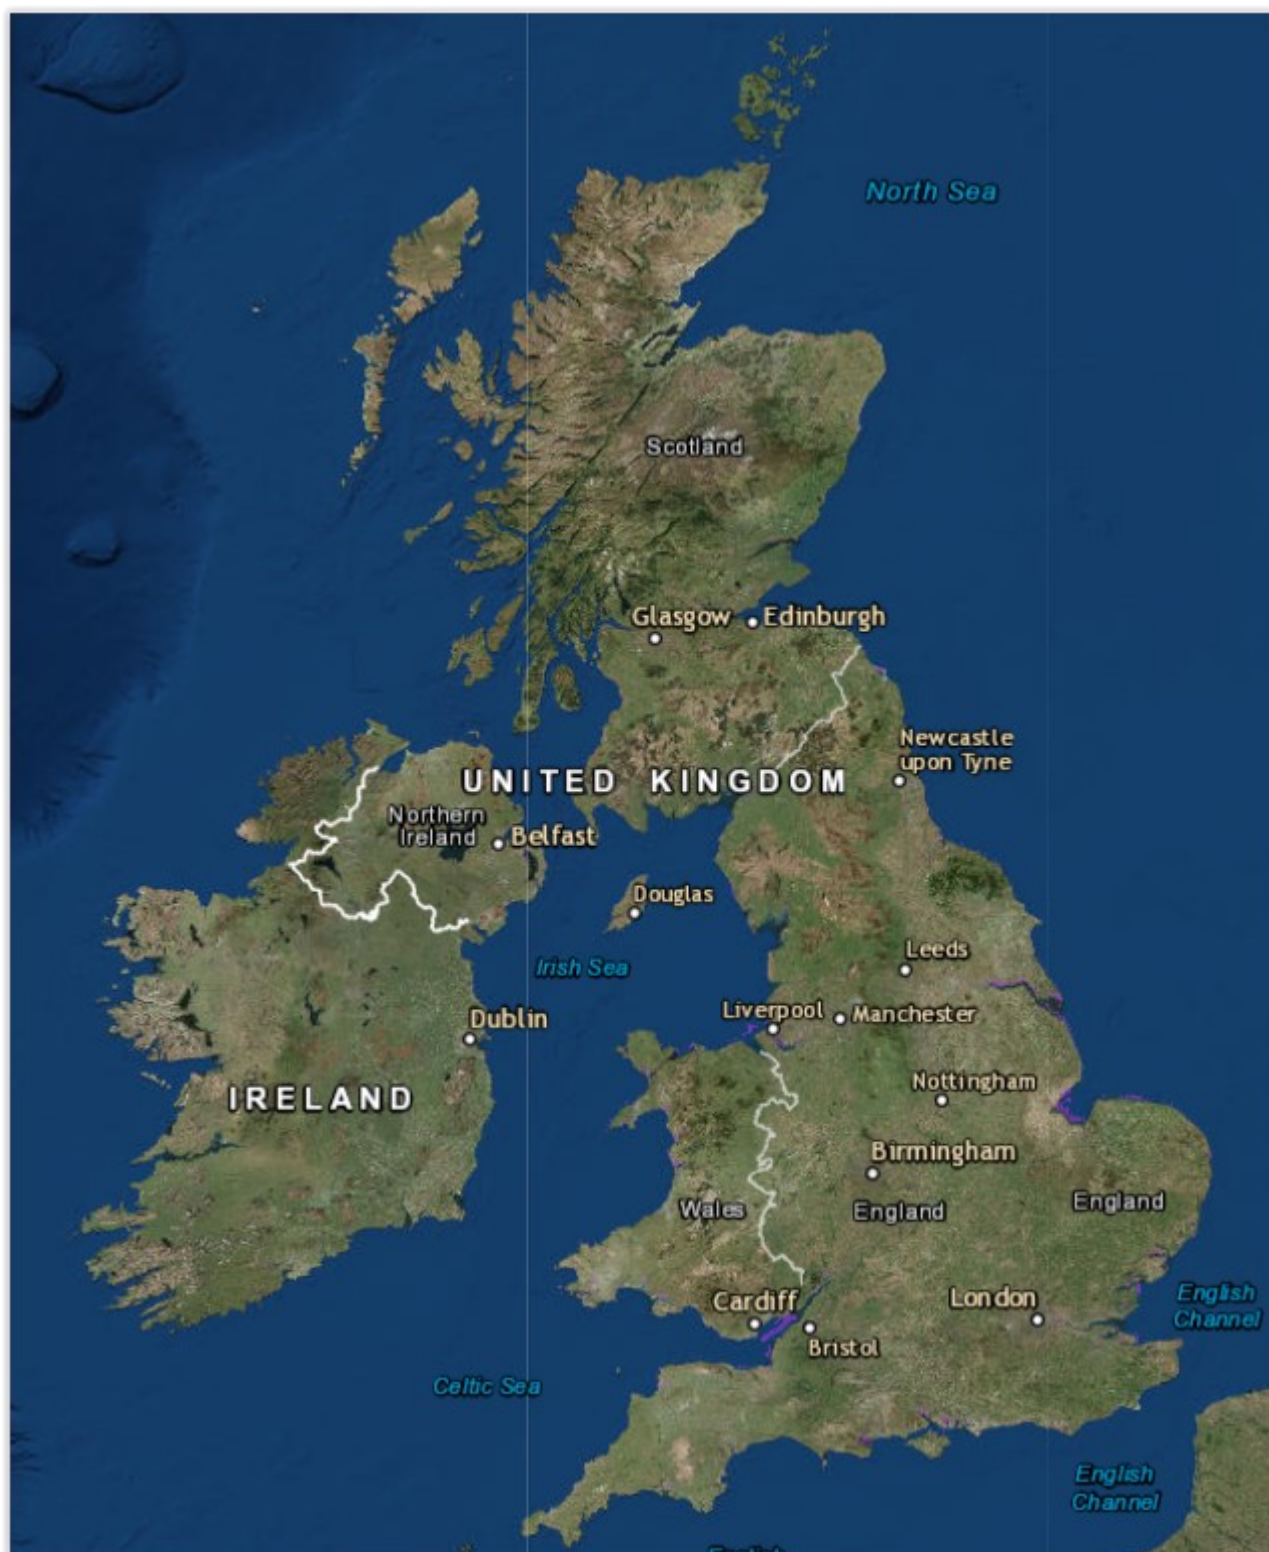 North Sea
Scotland
Glasgow
Edinburgh
Newcastle
upon Tyne
UNITED KINGDOM
Northern
Ireland
Belfast
Douglas
Irish Sea
Leeds
Liverpool
Manchester
Dublin
IRELAND
Nottingham
Birmingham
Wales
England
England
Cardiff
London
English
Channel
Bristol
Celtic Sea
English
Channel
English